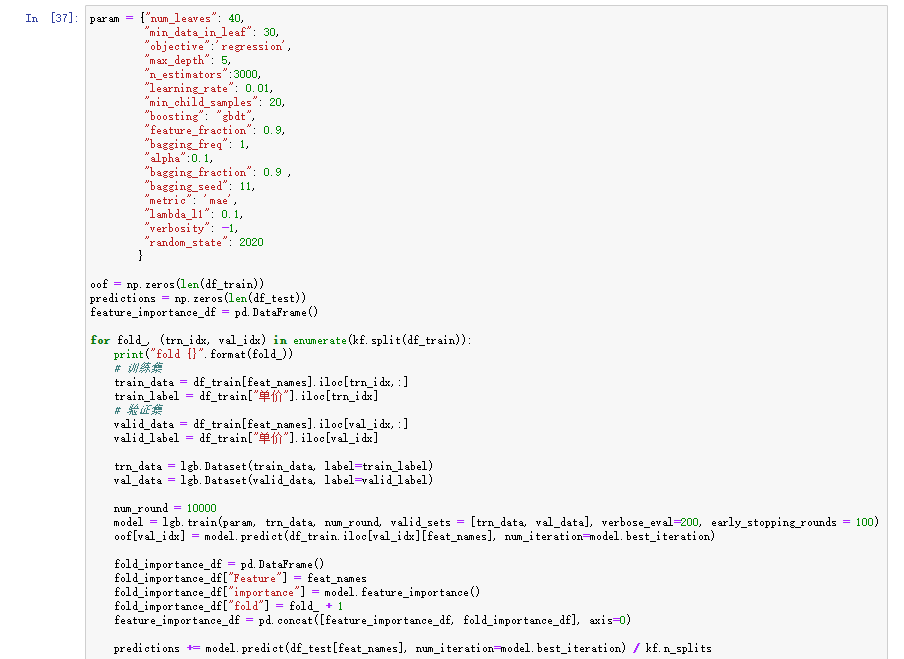 In [37]: param = {"num_leaves": 40,
"min_data_in_leaf": 30,
"objective":'regression',
"max_depth": 5,
"n_estimators":3000,
"learning_rate": 0.01,
"min_child_samples": 20,
"boosting": "gbdt",
"feature_fraction": 0.9,
"bagging_freq": 1,
"alpha":0.1,
"bagging_fraction": 0.9 ,
"bagging_seed": 11,
"metric": 'mae',
"lambda_l1": 0.1,
"verbosity": -1,
"random_state": 2020
}
oof = np.zeros(len(df_train))
predictions = np.zeros(len(df_test))
feature_importance_df = pd.DataFrame()
for fold_, (trn_idx, val_idx) in enumerate(kf.split(df_train)):
print("fold {}".format(fold_))
# 训练集
train_data = df_train[feat_names].iloc[trn_idx,:]
train_label = df_train["单价"].iloc[trn_idx]
# 验证集
valid_data = df_train[feat_names].iloc[val_idx,:]
valid_label = df_train["单价"].iloc[val_idx]
trn_data = lgb.Dataset(train_data, label=train_label)
val_data = lgb.Dataset(valid_data, label=valid_label)
num_round = 10000
model = lgb.train(param, trn_data, num_round, valid_sets = [trn_data, val_data], verbose_eval=200, early_stopping_rounds = 100)
oof[val_idx] = model.predict(df_train.iloc[val_idx][feat_names], num_iteration=model.best_iteration)
fold_importance_df = pd.DataFrame()
fold_importance_df["Feature"] = feat_names
fold_importance_df["importance"] = model.feature_importance()
fold_importance_df["fold"] = fold_ + 1
feature_importance_df = pd.concat([feature_importance_df, fold_importance_df], axis=0)
predictions += model.predict(df_test[feat_names], num_iteration=model.best_iteration) / kf.n_splits